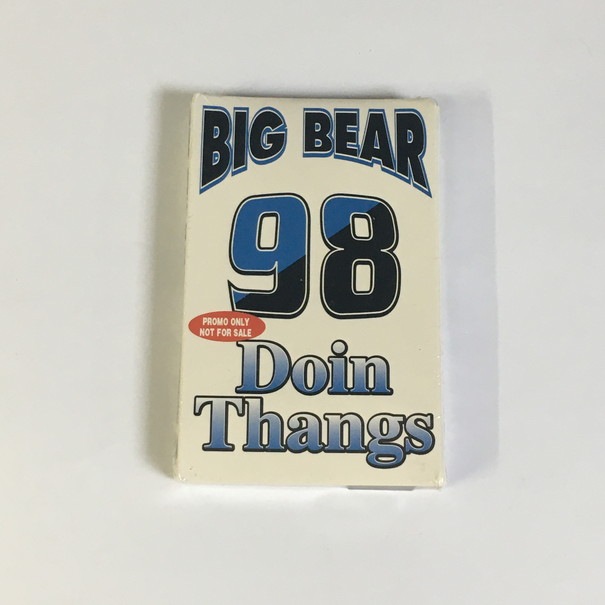 BIG BEAR
98
PROMO ONLY
NOT FOR SALE
Doin
Thangs